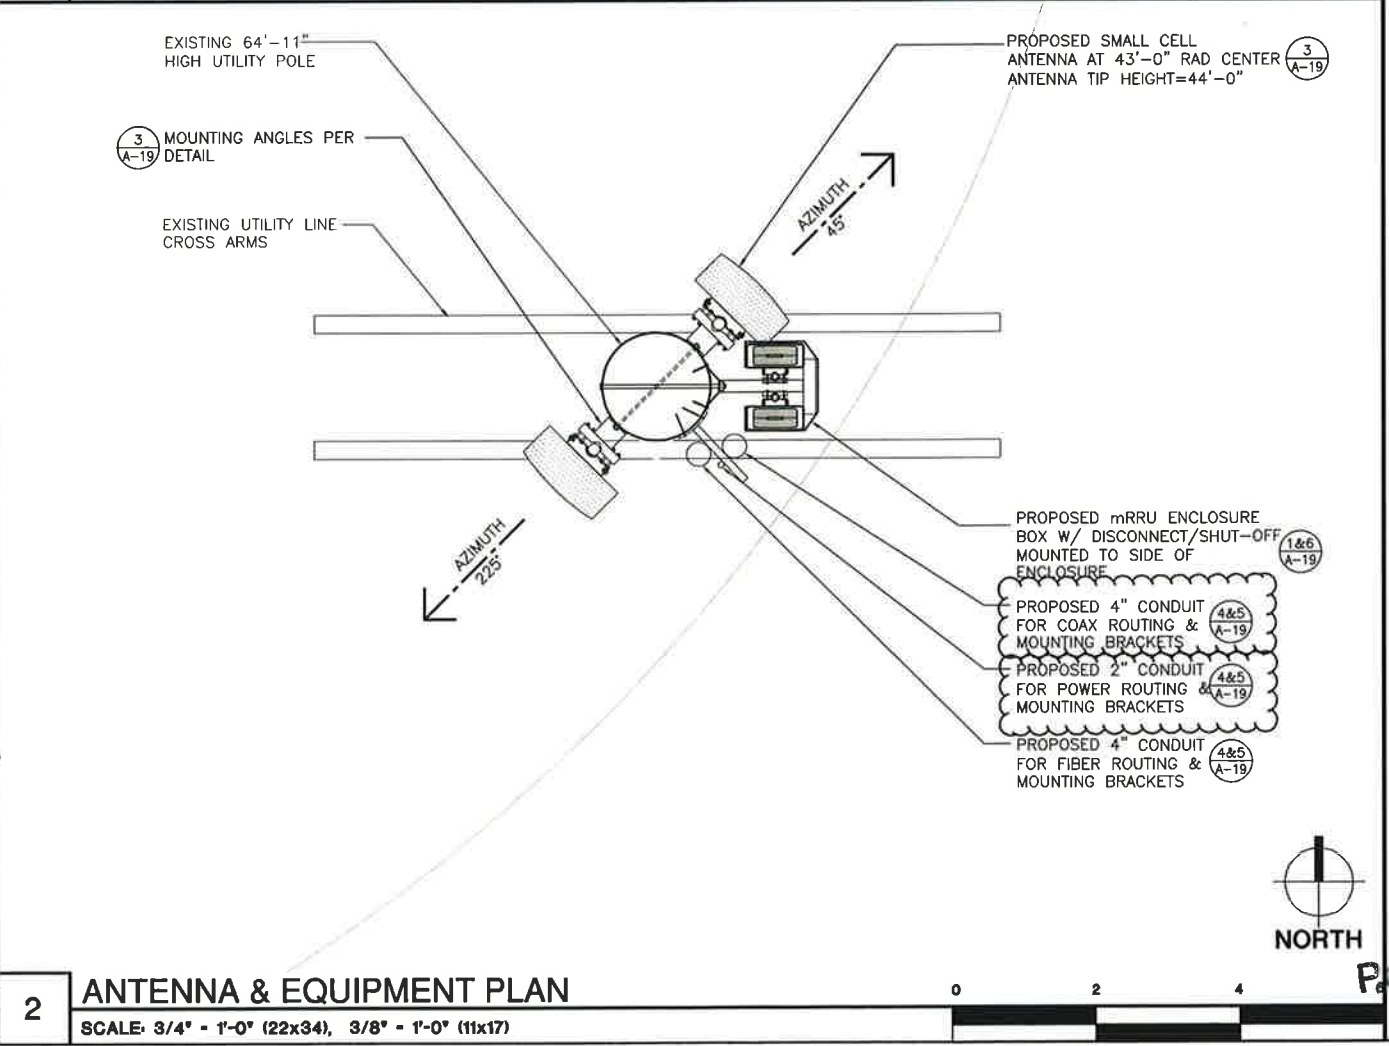 EXISTING 64'-11"
HIGH UTILITY POLE
3
A-19
MOUNTING ANGLES PER
DETAIL
EXISTING UTILITY LINE
CROSS ARMS
PROPOSED SMALL CELL
ANTENNA AT 43'-0" RAD CENTER
ANTENNA TIP HEIGHT=44'-0"
3
A-19
AZIMUTH
45°
AZIMUTH
225°
PROPOSED mRRU ENCLOSURE
BOX W/ DISCONNECT/SHUT-OFF
MOUNTED TO SIDE OF
ENCLOSURE
1&6
A-19
PROPOSED 4" CONDUIT
FOR COAX ROUTING &
MOUNTING BRACKETS
4&5
A-19
PROPOSED 2" CONDUIT
FOR POWER ROUTING &
MOUNTING BRACKETS
4&5
A-19
PROPOSED 4" CONDUIT
FOR FIBER ROUTING &
MOUNTING BRACKETS
4&5
A-19
NORTH
2
ANTENNA & EQUIPMENT PLAN
SCALE: 3/4" = 1'-0" (22x34), 3/8" = 1'-0" (11x17)
0 2 4